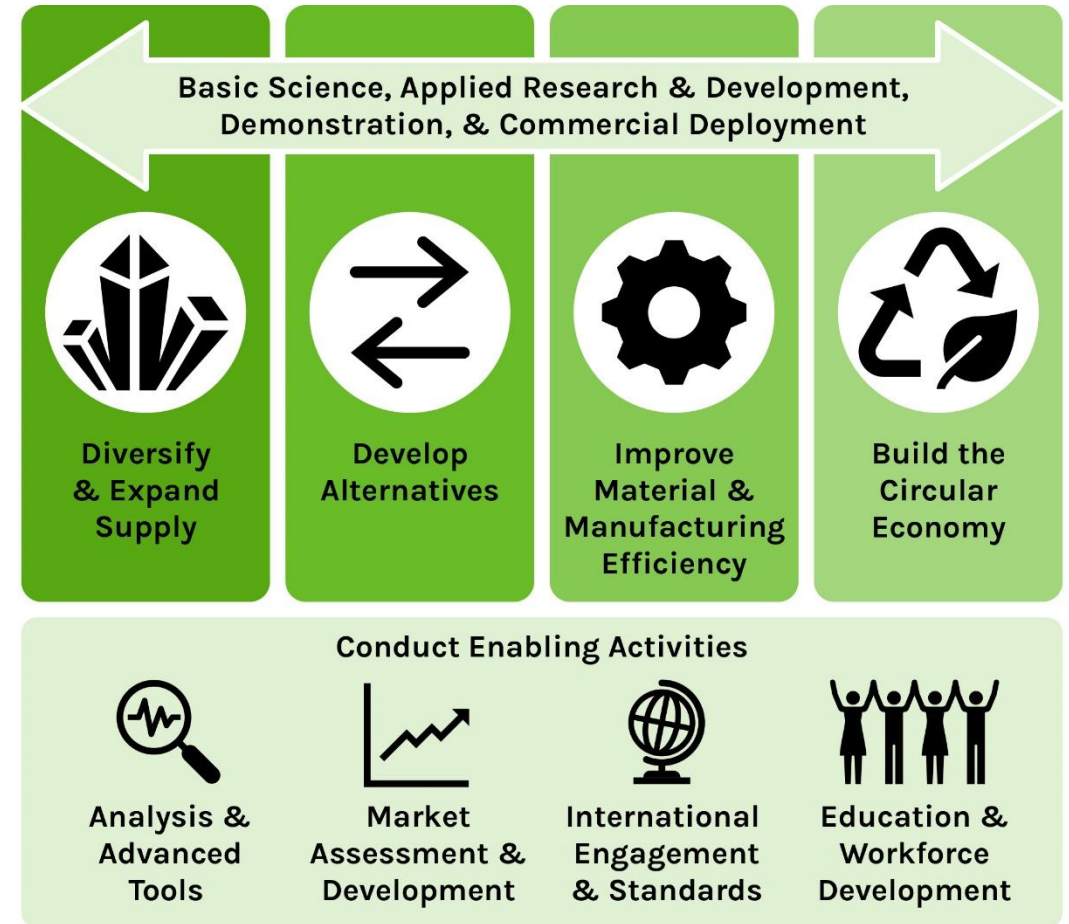 Basic Science, Applied Research & Development,
Demonstration, & Commercial Deployment
Diversify
& Expand
Supply
Develop
Alternatives
Improve
Material &
Manufacturing
Efficiency
Build the
Circular
Economy
Conduct Enabling Activities
Analysis &
Advanced
Tools
Market
Assessment &
Development
International
Engagement
& Standards
Education &
Workforce
Development